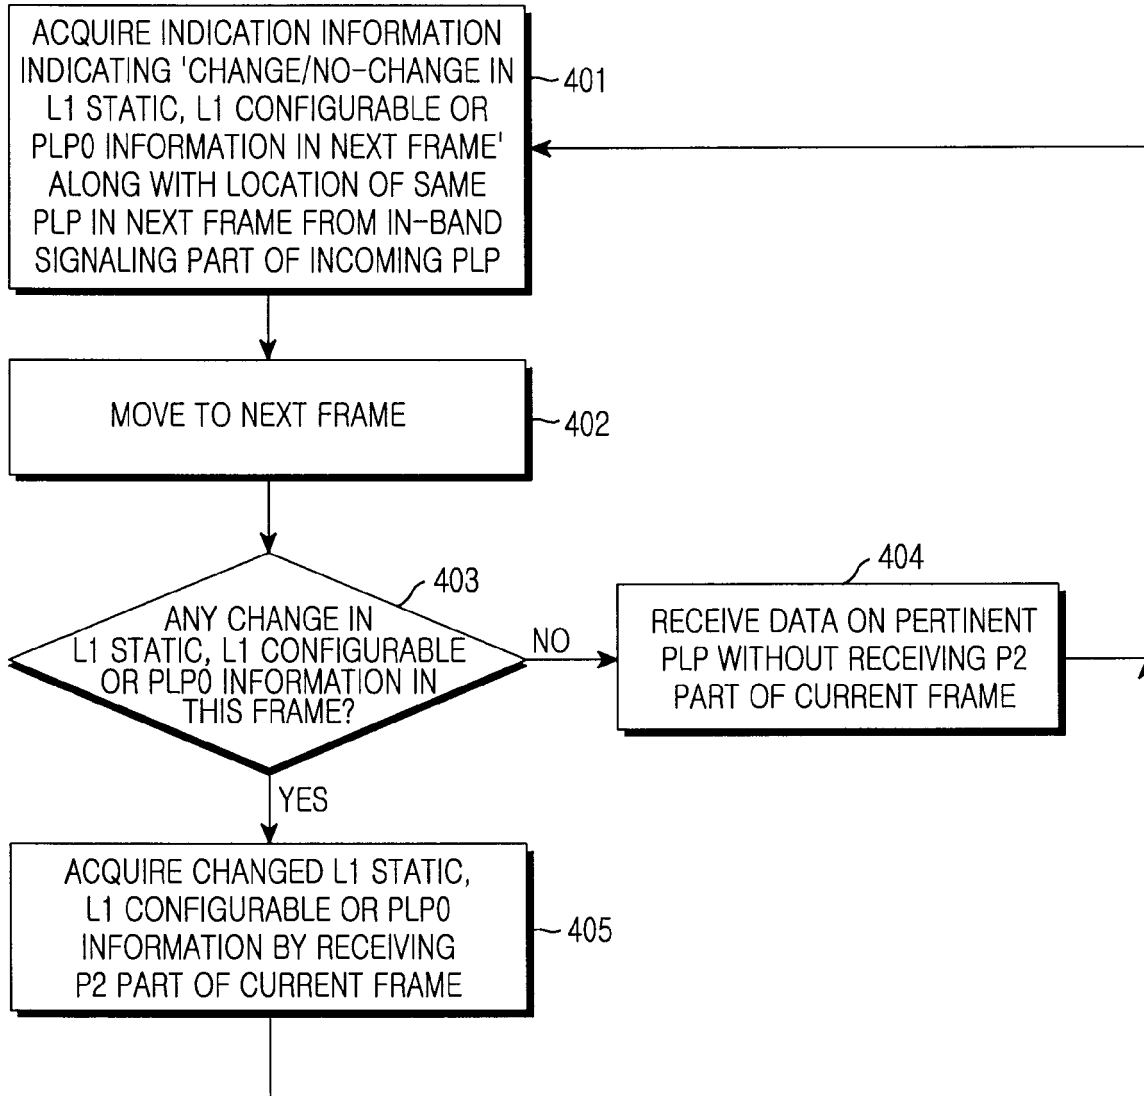 ACQUIRE INDICATION INFORMATION
INDICATING 'CHANGE/NO-CHANGE IN
L1 STATIC, L1 CONFIGURABLE OR
PLP0 INFORMATION IN NEXT FRAME'
ALONG WITH LOCATION OF SAME
PLP IN NEXT FRAME FROM IN-BAND
SIGNALING PART OF INCOMING PLP
401
MOVE TO NEXT FRAME
402
403
ANY CHANGE IN
L1 STATIC, L1 CONFIGURABLE
OR PLP0 INFORMATION IN
THIS FRAME?
NO
404
RECEIVE DATA ON PERTINENT
PLP WITHOUT RECEIVING P2
PART OF CURRENT FRAME
YES
ACQUIRE CHANGED L1 STATIC,
L1 CONFIGURABLE OR PLP0
INFORMATION BY RECEIVING
P2 PART OF CURRENT FRAME
405